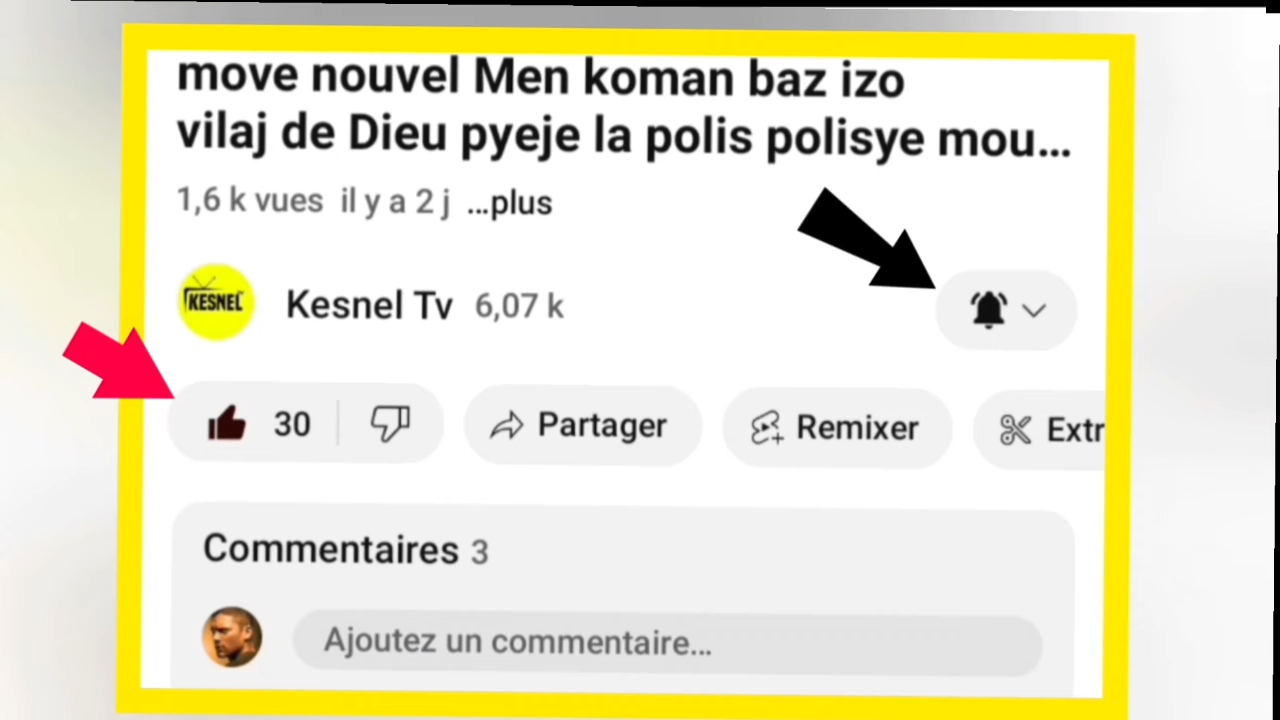 move nouvel Men koman baz izo
vilaj de Dieu pyeje la polis polisye mou...
1,6 k vues il y a 2 j ...plus
KESNEL
Kesnel Tv 6,07 k
30 Partager Remixer Extr
Commentaires 3
Ajoutez un commentaire...